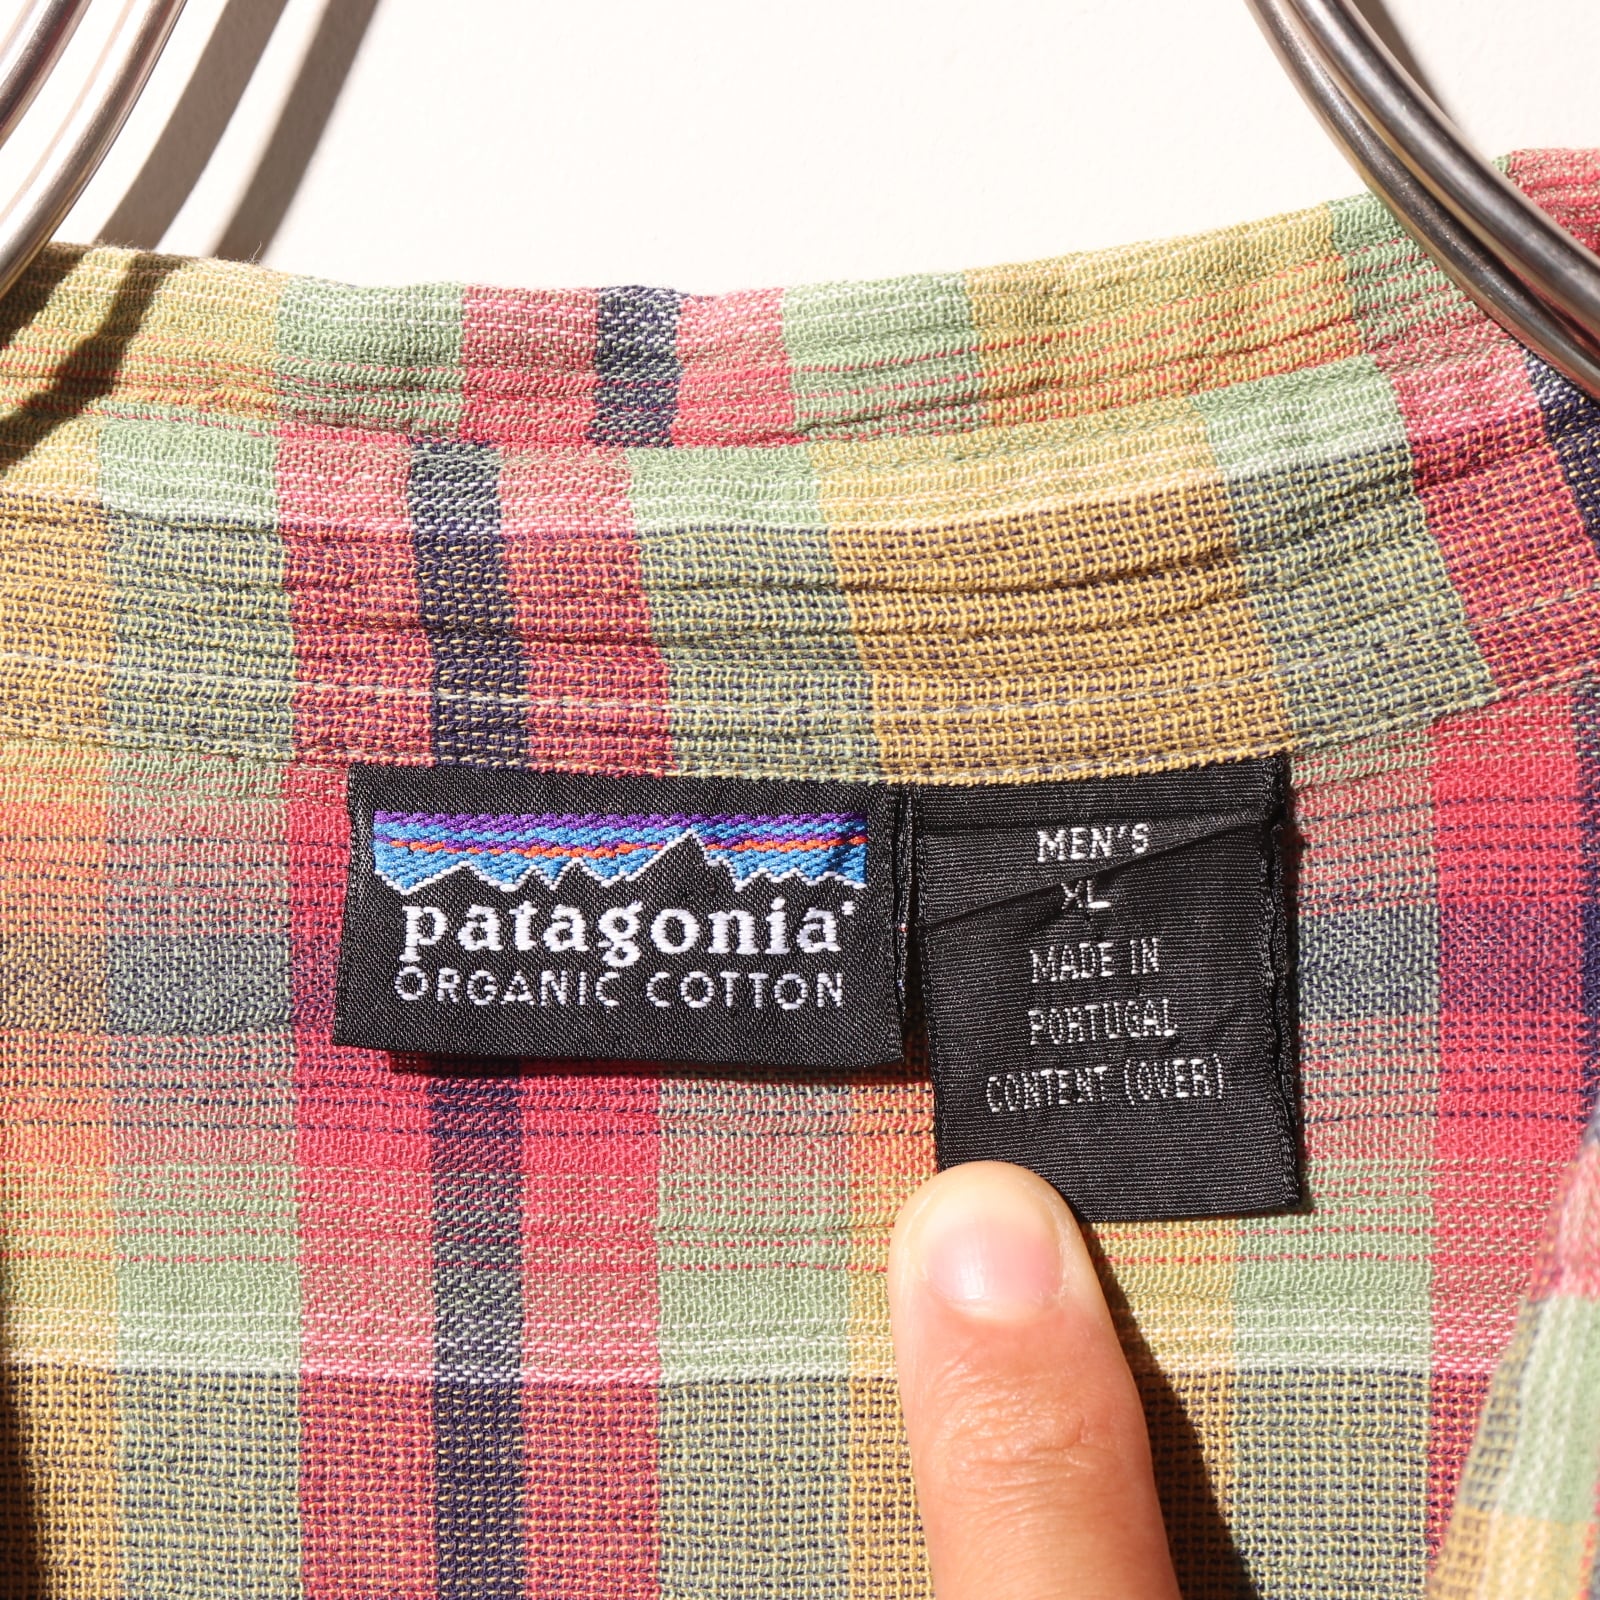 patagonia
ORGANIC COTTON
MEN'S
XL
MADE IN
PORTUGAL
CONTENT (OVER)